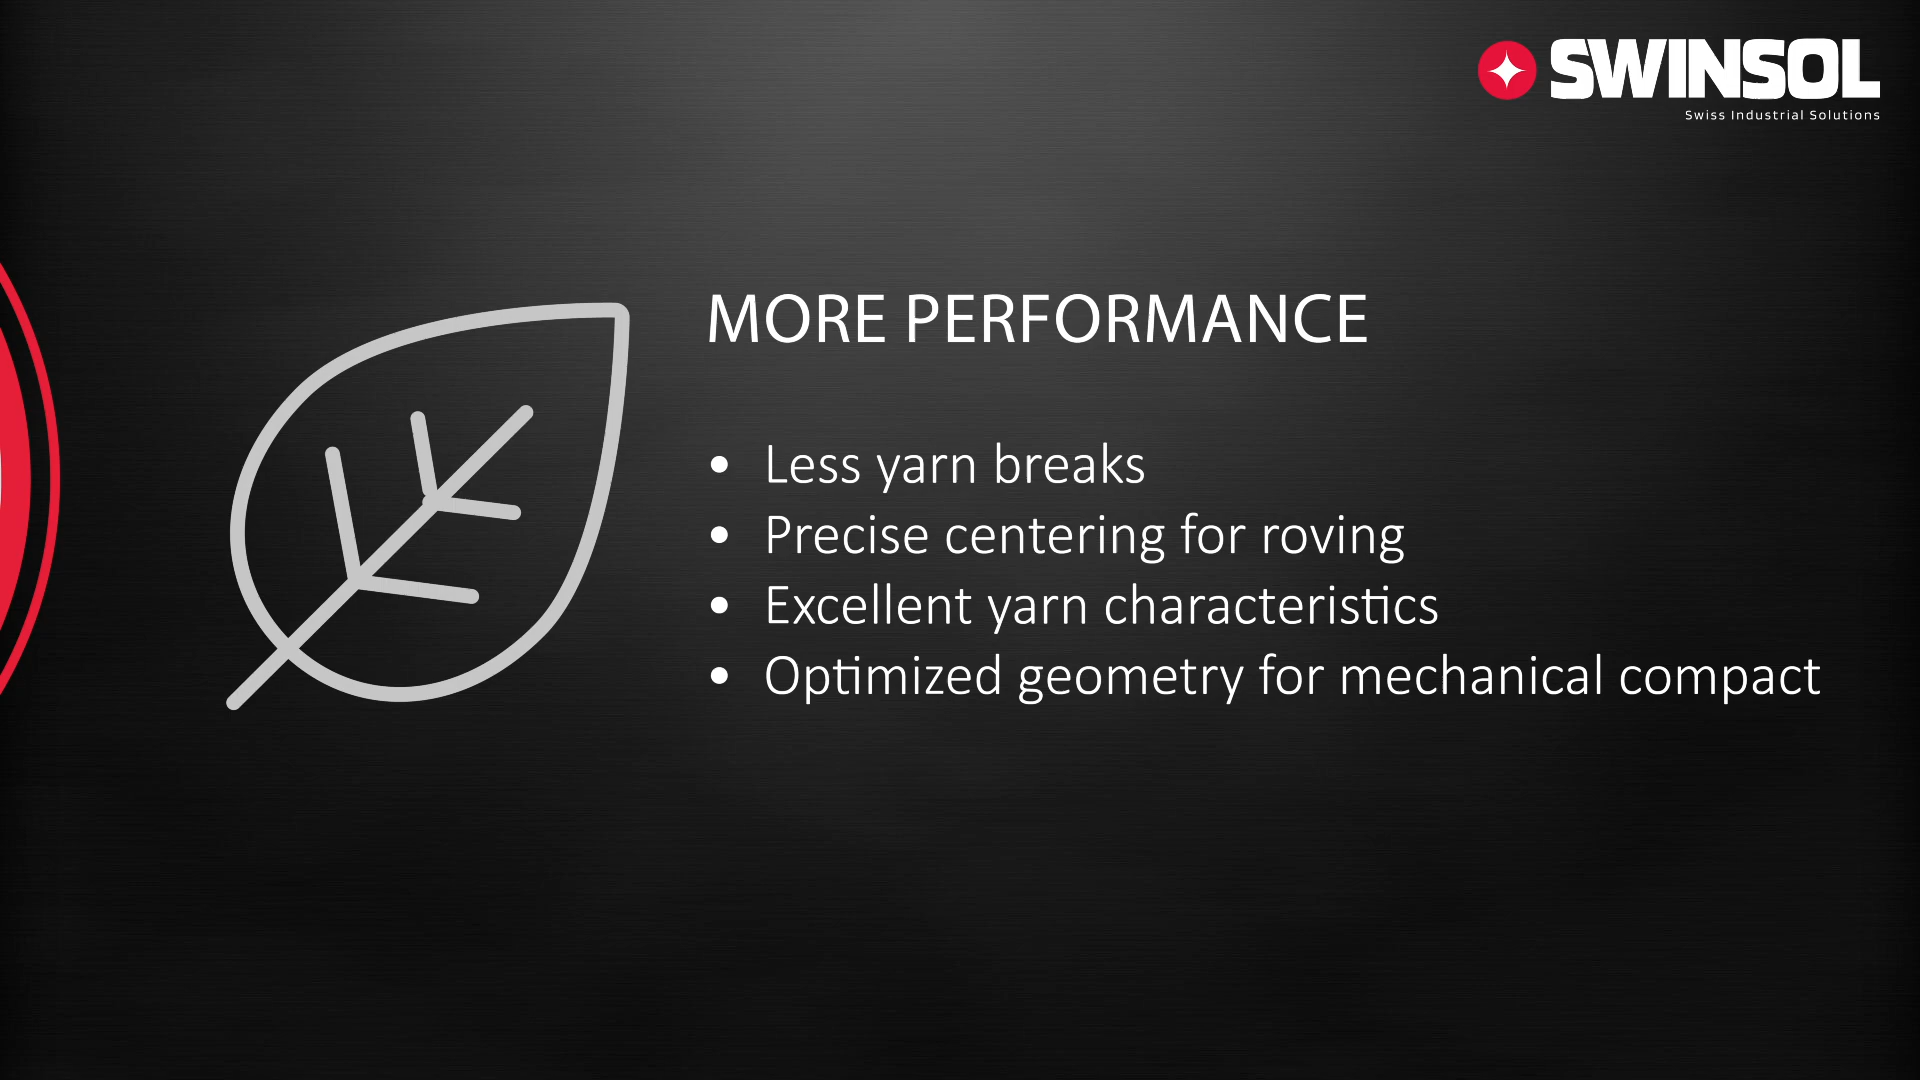 SWINSOL
Swiss Industrial Solutions
MORE PERFORMANCE
• Less yarn breaks
• Precise centering for roving
• Excellent yarn characteristics
• Optimized geometry for mechanical compact